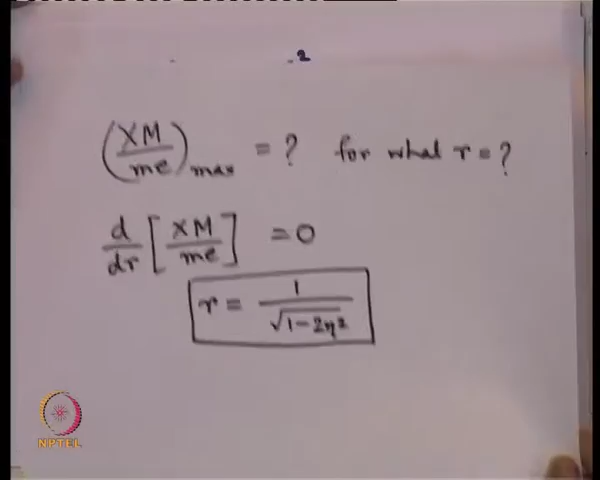 2
(XM/me)max = ? for what r = ?
d/dr [XM/me] = 0
r = 1/√1-2η²
NPTEL